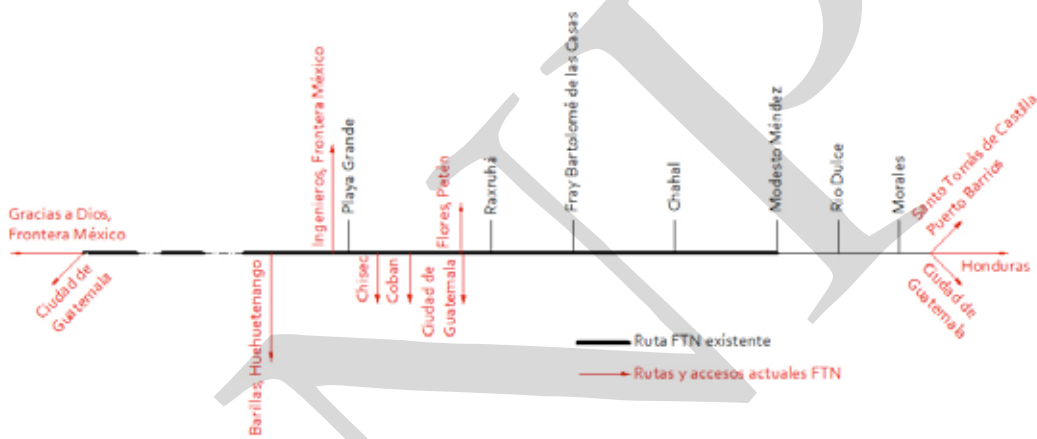 Gracias a Dios,
Frontera México
Ciudad de
Guatemala
Barillas, Huehuetenango
Ingenieros, Frontera México
Playa Grande
Chisec
Coban
Ciudad de
Guatemala
Flores, Petén
Raxruhá
Fray Bartolomé de las Casas
Chahal
Modesto Méndez
Rio Dulce
Morales
Santo Tomás de Castilla
Puerto Barrios
Honduras
Ciudad de
Guatemala
Ruta FTN existente
Rutas y accesos actuales FTN